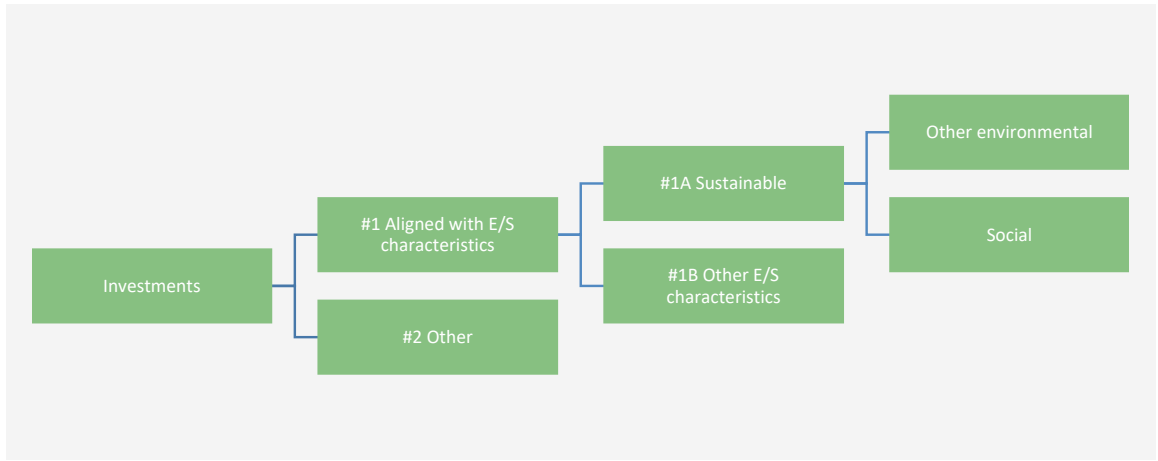 Investments
#1 Aligned with E/S
characteristics
#2 Other
#1A Sustainable
#1B Other E/S
characteristics
Other environmental
Social